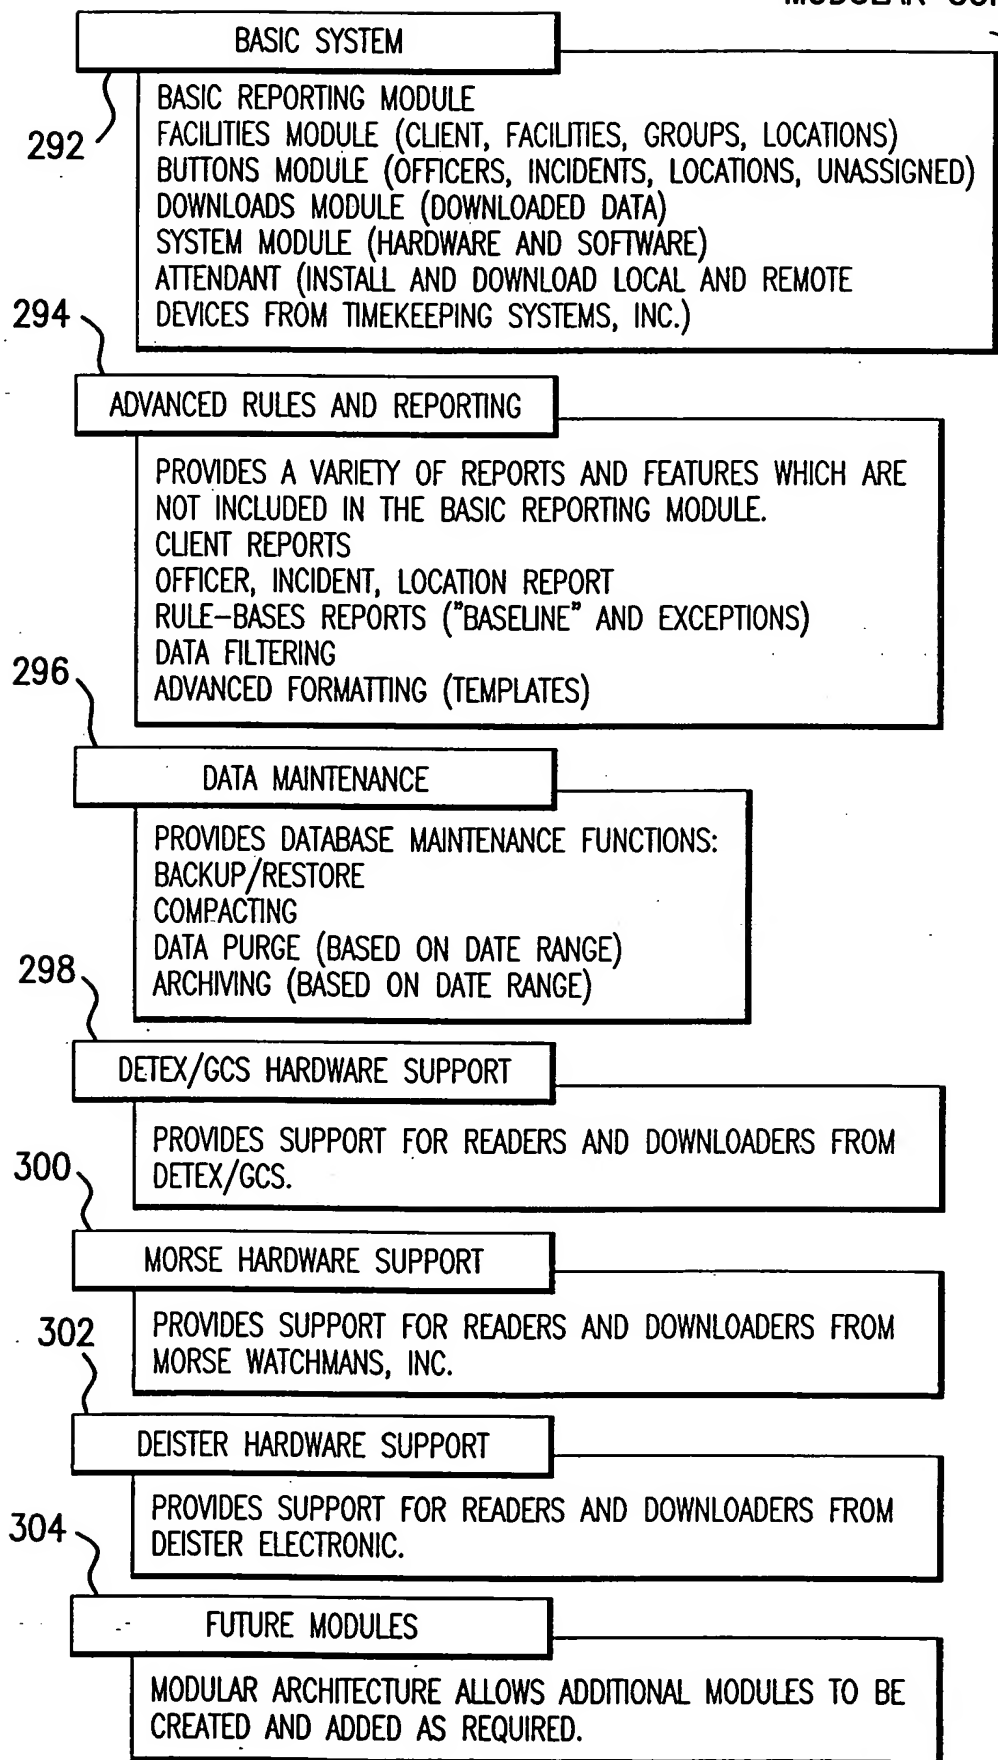 BASIC SYSTEM
292
BASIC REPORTING MODULE
FACILITIES MODULE (CLIENT, FACILITIES, GROUPS, LOCATIONS)
BUTTONS MODULE (OFFICERS, INCIDENTS, LOCATIONS, UNASSIGNED)
DOWNLOADS MODULE (DOWNLOADED DATA)
SYSTEM MODULE (HARDWARE AND SOFTWARE)
ATTENDANT (INSTALL AND DOWNLOAD LOCAL AND REMOTE
DEVICES FROM TIMEKEEPING SYSTEMS, INC.)
294
ADVANCED RULES AND REPORTING
PROVIDES A VARIETY OF REPORTS AND FEATURES WHICH ARE
NOT INCLUDED IN THE BASIC REPORTING MODULE.
CLIENT REPORTS
OFFICER, INCIDENT, LOCATION REPORT
RULE-BASES REPORTS ("BASELINE" AND EXCEPTIONS)
DATA FILTERING
ADVANCED FORMATTING (TEMPLATES)
296
DATA MAINTENANCE
PROVIDES DATABASE MAINTENANCE FUNCTIONS:
BACKUP/RESTORE
COMPACTING
DATA PURGE (BASED ON DATE RANGE)
ARCHIVING (BASED ON DATE RANGE)
298
DETEX/GCS HARDWARE SUPPORT
PROVIDES SUPPORT FOR READERS AND DOWNLOADERS FROM
DETEX/GCS.
300
MORSE HARDWARE SUPPORT
PROVIDES SUPPORT FOR READERS AND DOWNLOADERS FROM
MORSE WATCHMANS, INC.
302
DEISTER HARDWARE SUPPORT
PROVIDES SUPPORT FOR READERS AND DOWNLOADERS FROM
DEISTER ELECTRONIC.
304
FUTURE MODULES
MODULAR ARCHITECTURE ALLOWS ADDITIONAL MODULES TO BE
CREATED AND ADDED AS REQUIRED.